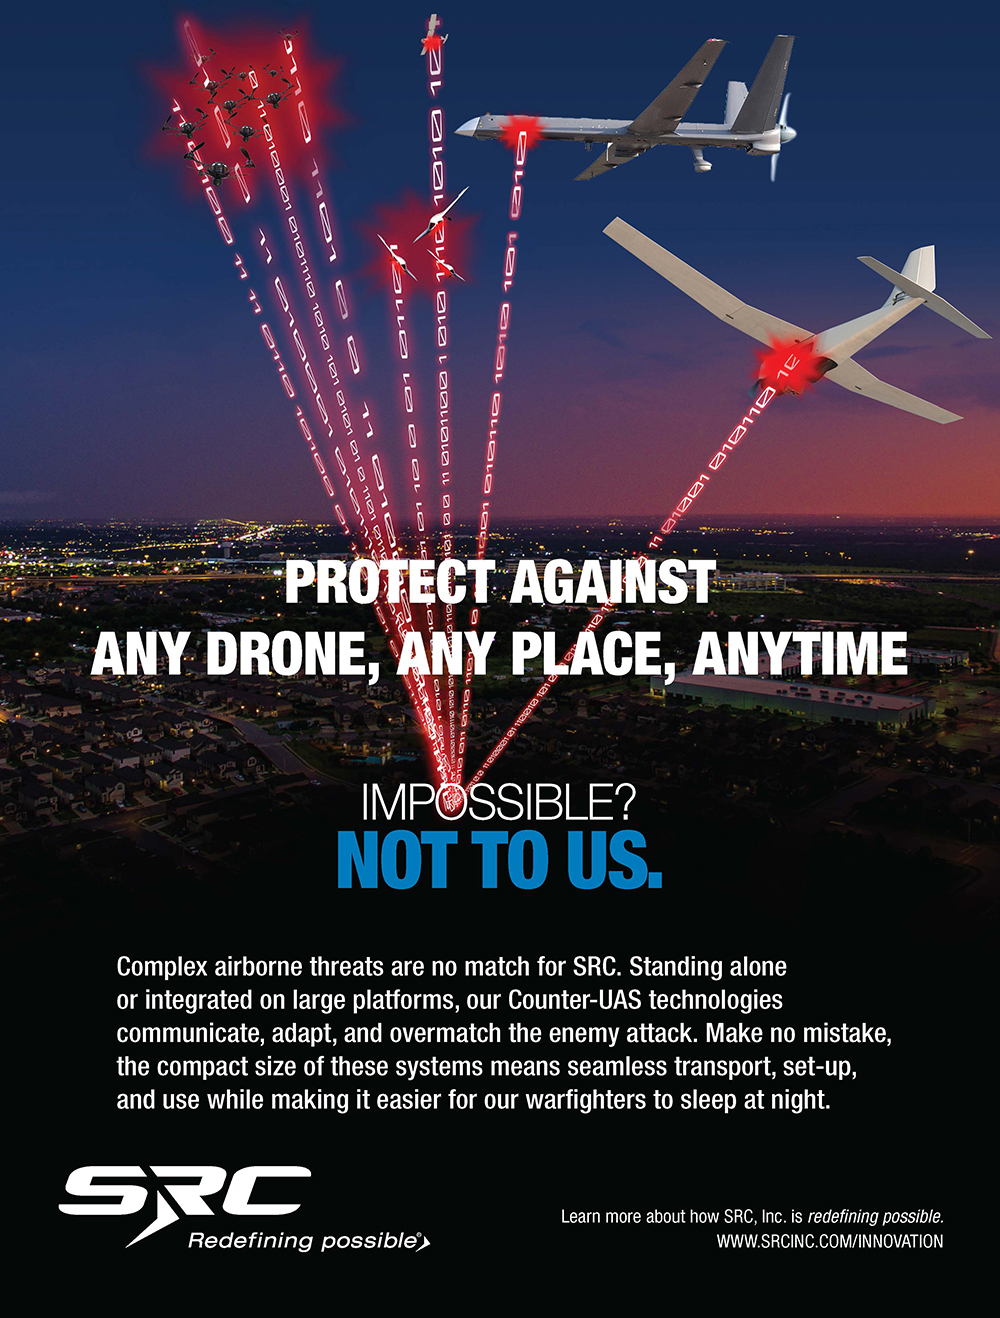 PROTECT AGAINST
ANY DRONE, ANY PLACE, ANYTIME
IMPOSSIBLE?
NOT TO US.
Complex airborne threats are no match for SRC. Standing alone
or integrated on large platforms, our Counter-UAS technologies
communicate, adapt, and overmatch the enemy attack. Make no mistake,
the compact size of these systems means seamless transport, set-up,
and use while making it easier for our warfighters to sleep at night.
SRC
Redefining possible®
Learn more about how SRC, Inc. is redefining possible.
WWW.SRCINC.COM/INNOVATION